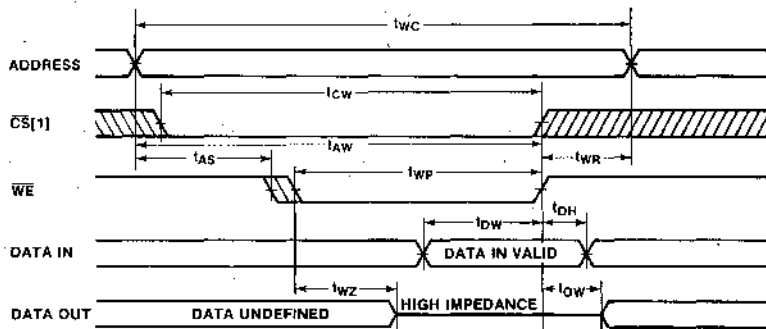 tWC
ADDRESS
tCW
CS[1]
tAW
tAS
tWR
tWP
WE
tDW
tDH
DATA IN
DATA IN VALID
tWZ
HIGH IMPEDANCE
tOW
DATA OUT
DATA UNDEFINED